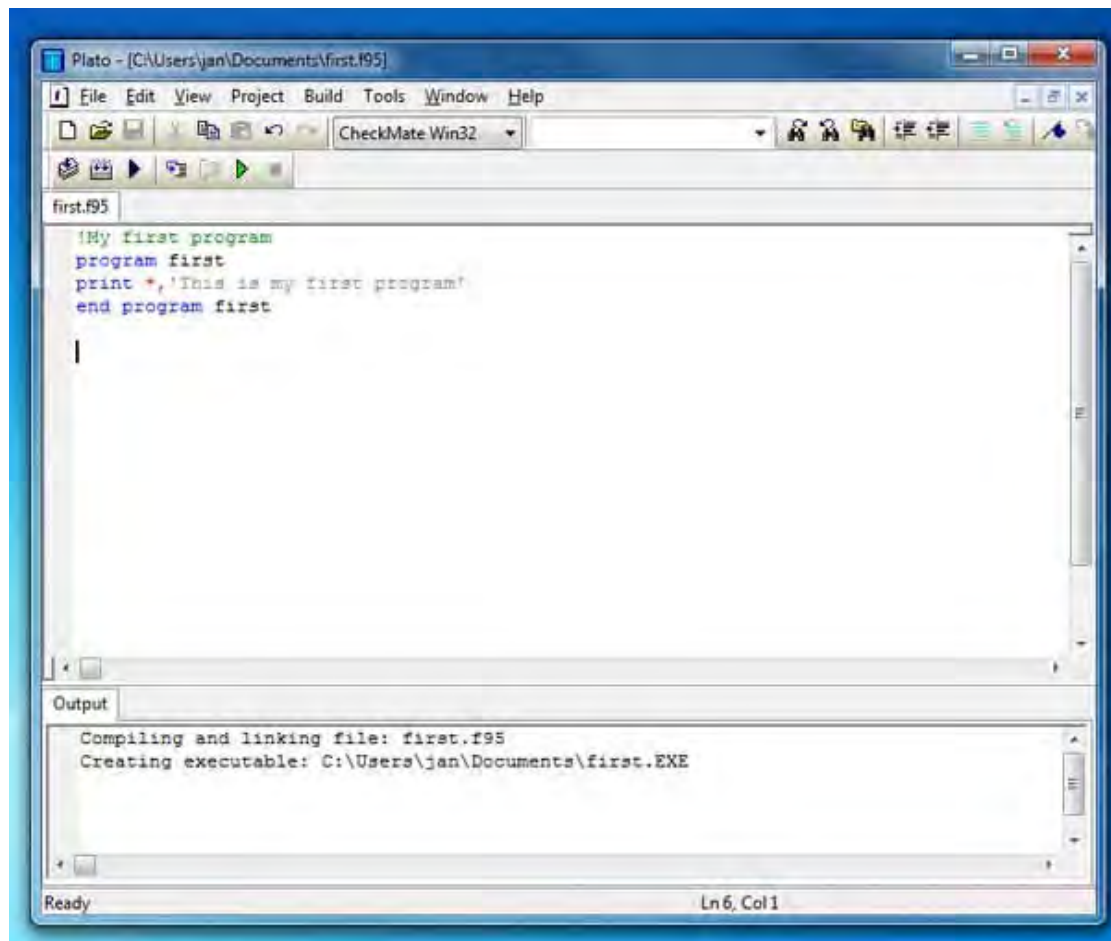 Plato - [C:\Users\jan\Documents\first.f95]
File Edit View Project Build Tools Window Help
CheckMate Win32
first.f95
!My first program
program first
print *,'This is my first program'
end program first
Output
Compiling and linking file: first.f95
Creating executable: C:\Users\jan\Documents\first.EXE
Ready Ln 6, Col 1